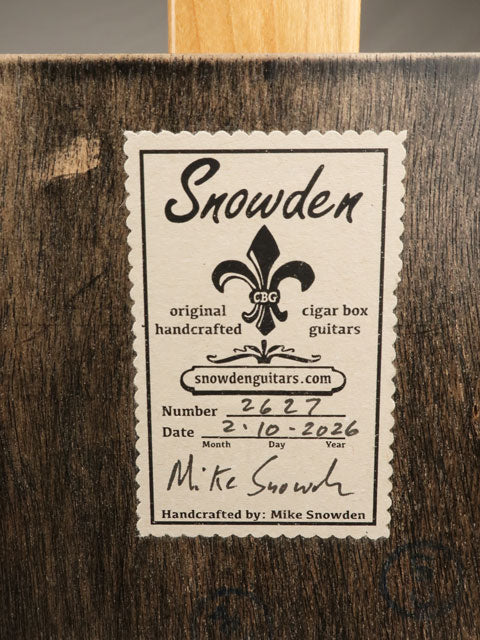 Snowden
CBG
original cigar box
handcrafted guitars
snowdenguitars.com
Number 2627
Date 2-10-2026
Month Day Year
Mike Snowden
Handcrafted by: Mike Snowden